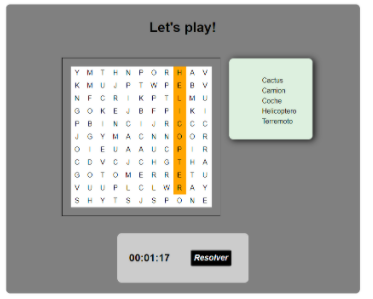 Let's play!
Y M T H N P O R H A V
K M U J P T W P E B V
N F C R I K P T L M U
G O K E J B F P I K I
P B I N C I J R C C C
J G Y M A C N N O O R
O I E U A A U C P I R
C D V C J C H G T H A
G O T O M E R R E T U
V U U P L C L W R A Y
S H Y T S J S P O N E
Cactus
Camion
Coche
Helicoptero
Terremoto
00:01:17
Resolver